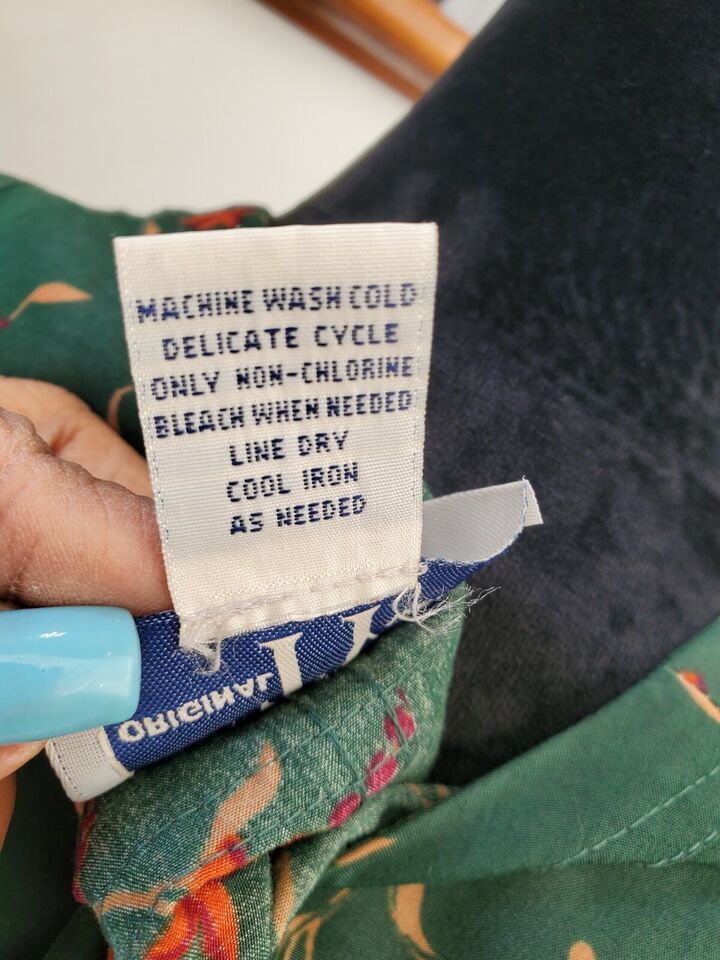 MACHINE WASH COLD
DELICATE CYCLE
ONLY NON-CHLORINE
BLEACH WHEN NEEDED
LINE DRY
COOL IRON
AS NEEDED
ORIGINAL